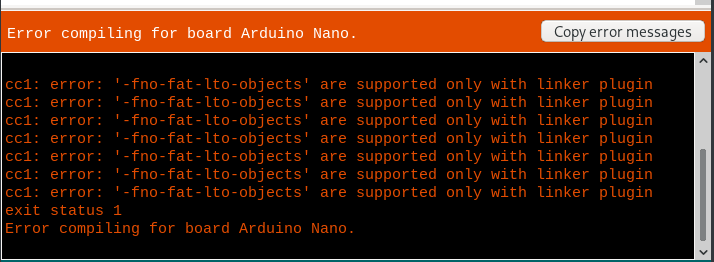 Error compiling for board Arduino Nano.
Copy error messages
cc1: error: '-fno-fat-lto-objects' are supported only with linker plugin
cc1: error: '-fno-fat-lto-objects' are supported only with linker plugin
cc1: error: '-fno-fat-lto-objects' are supported only with linker plugin
cc1: error: '-fno-fat-lto-objects' are supported only with linker plugin
cc1: error: '-fno-fat-lto-objects' are supported only with linker plugin
cc1: error: '-fno-fat-lto-objects' are supported only with linker plugin
cc1: error: '-fno-fat-lto-objects' are supported only with linker plugin
exit status 1
Error compiling for board Arduino Nano.